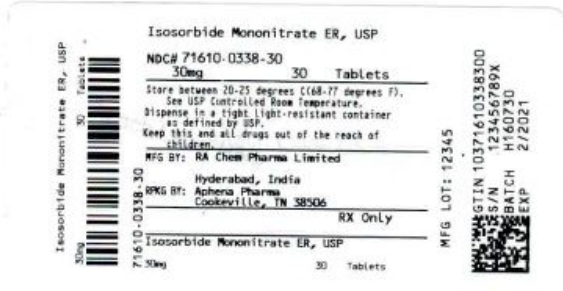 Isosorbide Mononitrate ER, USP
NDC# 71610-0338-30
30mg 30 Tablets
Store between 20-25 degrees C(68-77 degrees F).
See USP Controlled Room Temperature.
Dispense in a tight light-resistant container
as defined by USP.
Keep this and all drugs out of the reach of
children.
MFG BY: RA Chem Pharma Limited
Hyderabad, India
RPKG BY: Aphena Pharma
Cookeville, TN 38506
RX Only
Isosorbide Mononitrate ER, USP
30mg 30 Tablets
Isosorbide Mononitrate ER, USP
30mg 30 Tablets
71610-0338-30
MFG LOT: 12345
GTIN 10371610338300
S/N 123456789X
BATCH H160730
EXP 2/2021